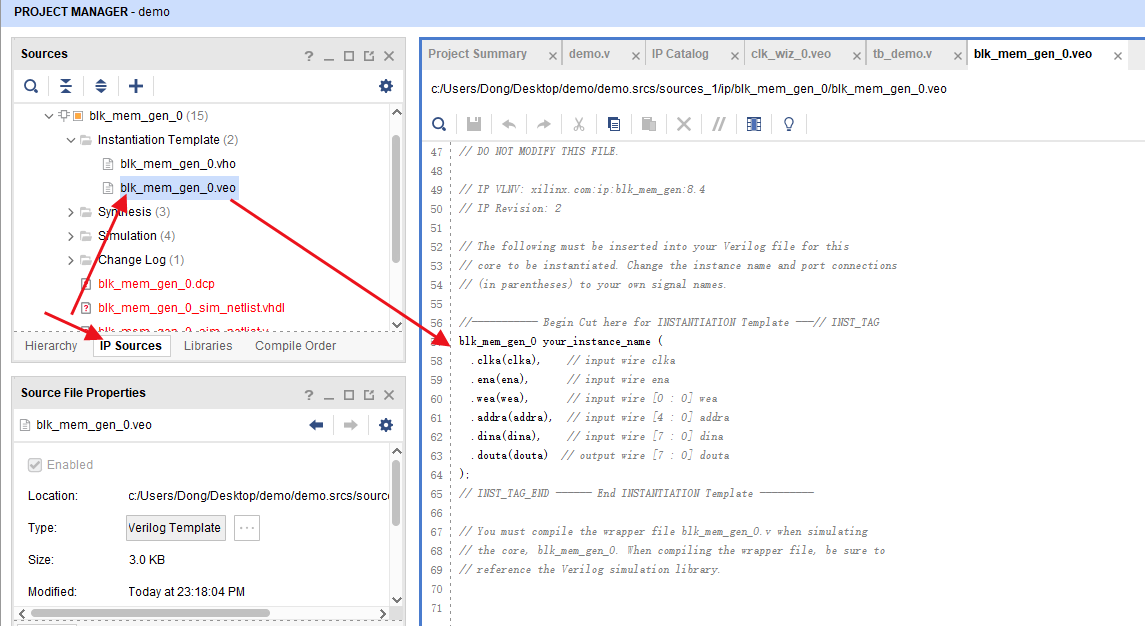 PROJECT MANAGER - demo
Sources
?
blk_mem_gen_0 (15)
Instantiation Template (2)
blk_mem_gen_0.vho
blk_mem_gen_0.veo
Synthesis (3)
Simulation (4)
Change Log (1)
blk_mem_gen_0.dcp
blk_mem_gen_0_sim_netlist.vhdl
blk_mem_gen_0_sim_netlist.v
Hierarchy IP Sources Libraries Compile Order
Source File Properties
?
blk_mem_gen_0.veo
Enabled
Location: c:/Users/Dong/Desktop/demo/demo.srcs/source
Type: Verilog Template ...
Size: 3.0 KB
Modified: Today at 23:18:04 PM
Project Summary demo.v IP Catalog clk_wiz_0.veo tb_demo.v blk_mem_gen_0.veo
c:/Users/Dong/Desktop/demo/demo.srcs/sources_1/ip/blk_mem_gen_0/blk_mem_gen_0.veo
47 // DO NOT MODIFY THIS FILE.
48
49 // IP VLNV: xilinx.com:ip:blk_mem_gen:8.4
50 // IP Revision: 2
51
52 // The following must be inserted into your Verilog file for this
53 // core to be instantiated. Change the instance name and port connections
54 // (in parentheses) to your own signal names.
55
56 //----------- Begin Cut here for INSTANTIATION Template ---// INST_TAG
blk_mem_gen_0 your_instance_name (
58 .clka(clka), // input wire clka
59 .ena(ena), // input wire ena
60 .wea(wea), // input wire [0 : 0] wea
61 .addra(addra), // input wire [4 : 0] addra
62 .dina(dina), // input wire [7 : 0] dina
63 .douta(douta) // output wire [7 : 0] douta
64 );
65 // INST_TAG_END ------ End INSTANTIATION Template ---------
66
67 // You must compile the wrapper file blk_mem_gen_0.v when simulating
68 // the core, blk_mem_gen_0. When compiling the wrapper file, be sure to
69 // reference the Verilog simulation library.
70
71